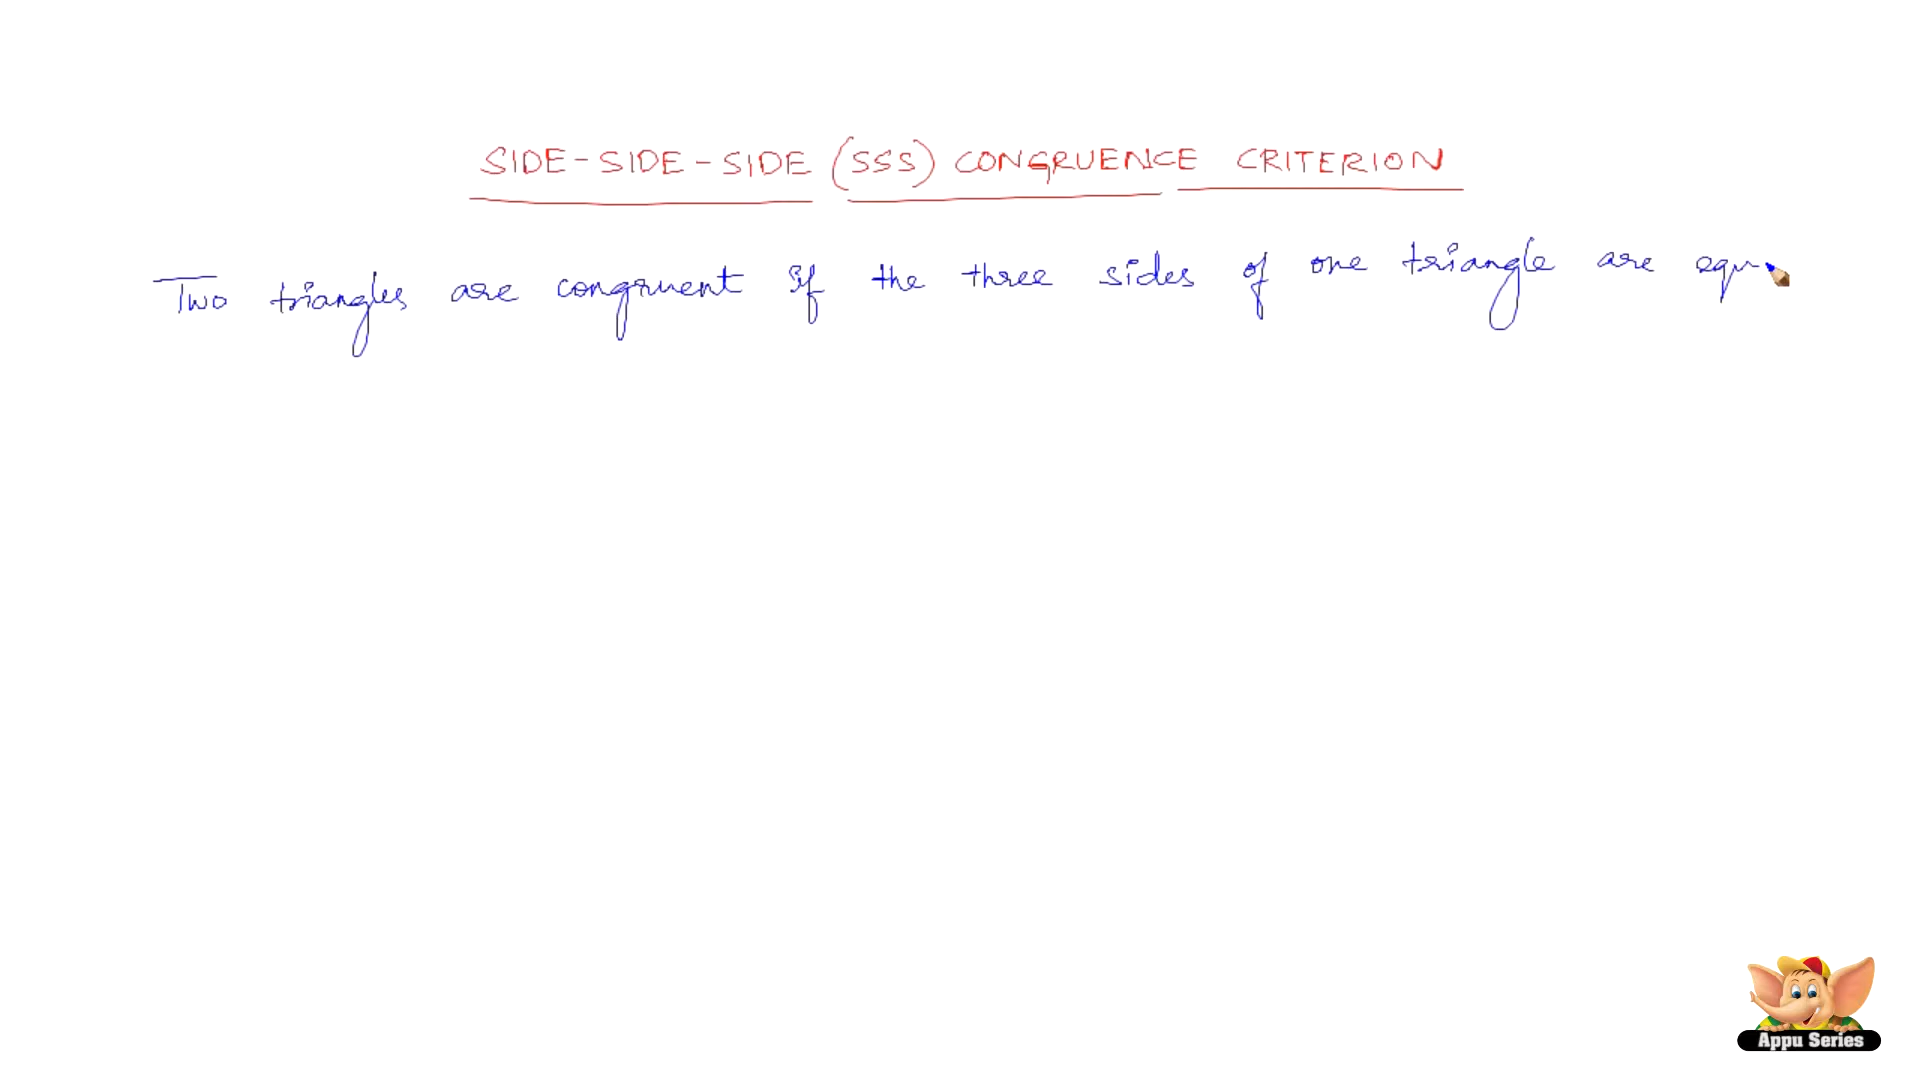 SIDE-SIDE-SIDE (SSS) CONGRUENCE CRITERION
Two triangles are congruent if the three sides of one triangle are equ
Appu Series